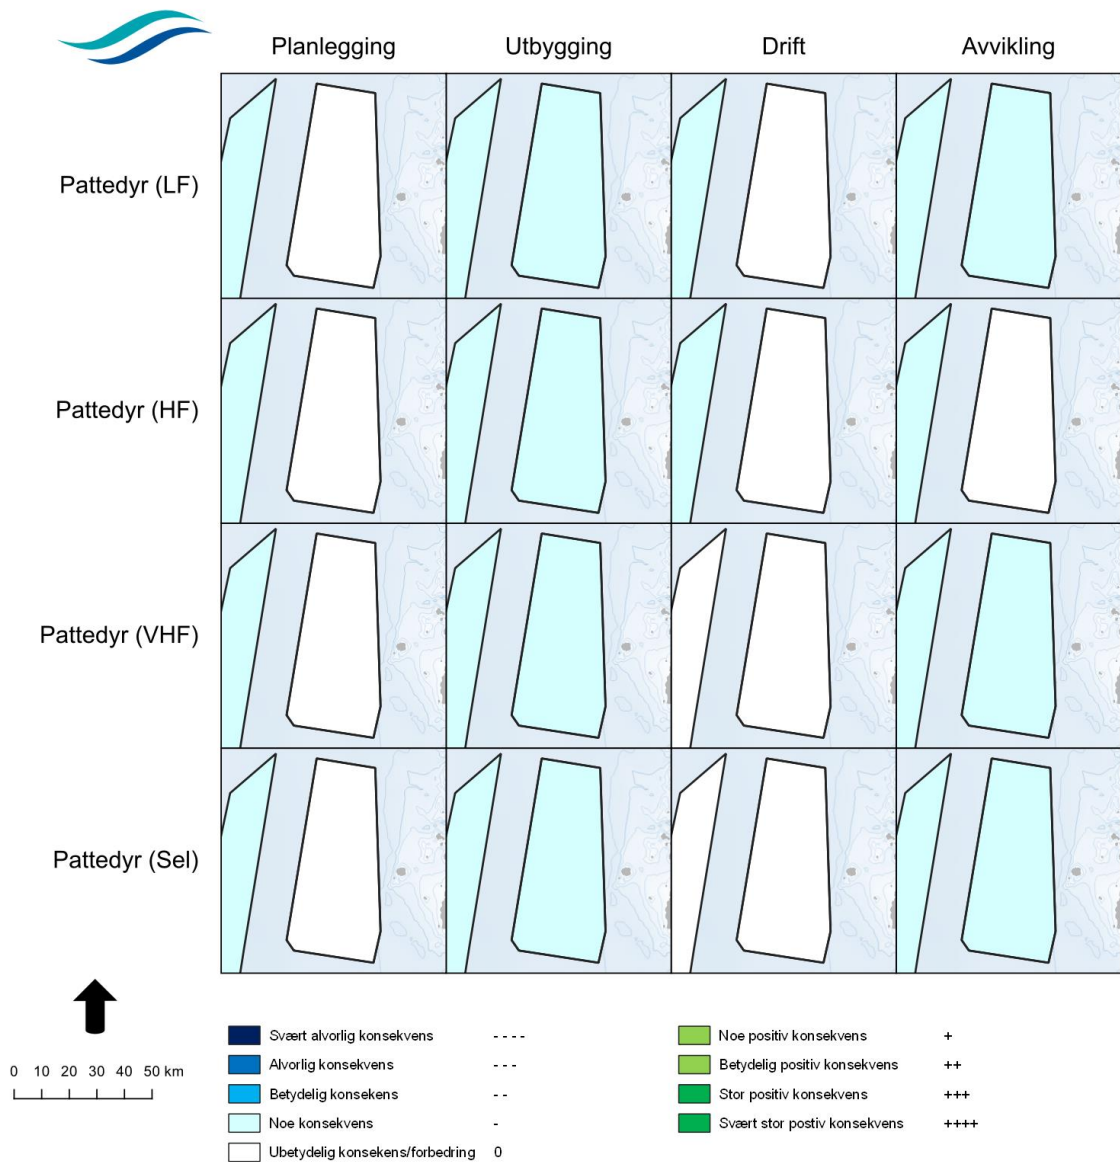 Planlegging Utbygging Drift Avvikling
Pattedyr (LF)
Pattedyr (HF)
Pattedyr (VHF)
Pattedyr (Sel)
0 10 20 30 40 50 km
Svært alvorlig konsekvens - - - -
Alvorlig konsekvens - - -
Betydelig konsekens - -
Noe konsekvens -
Ubetydelig konsekens/forbedring 0
Noe positiv konsekvens +
Betydelig positiv konsekvens ++
Stor positiv konsekvens +++
Svært stor postiv konsekvens ++++